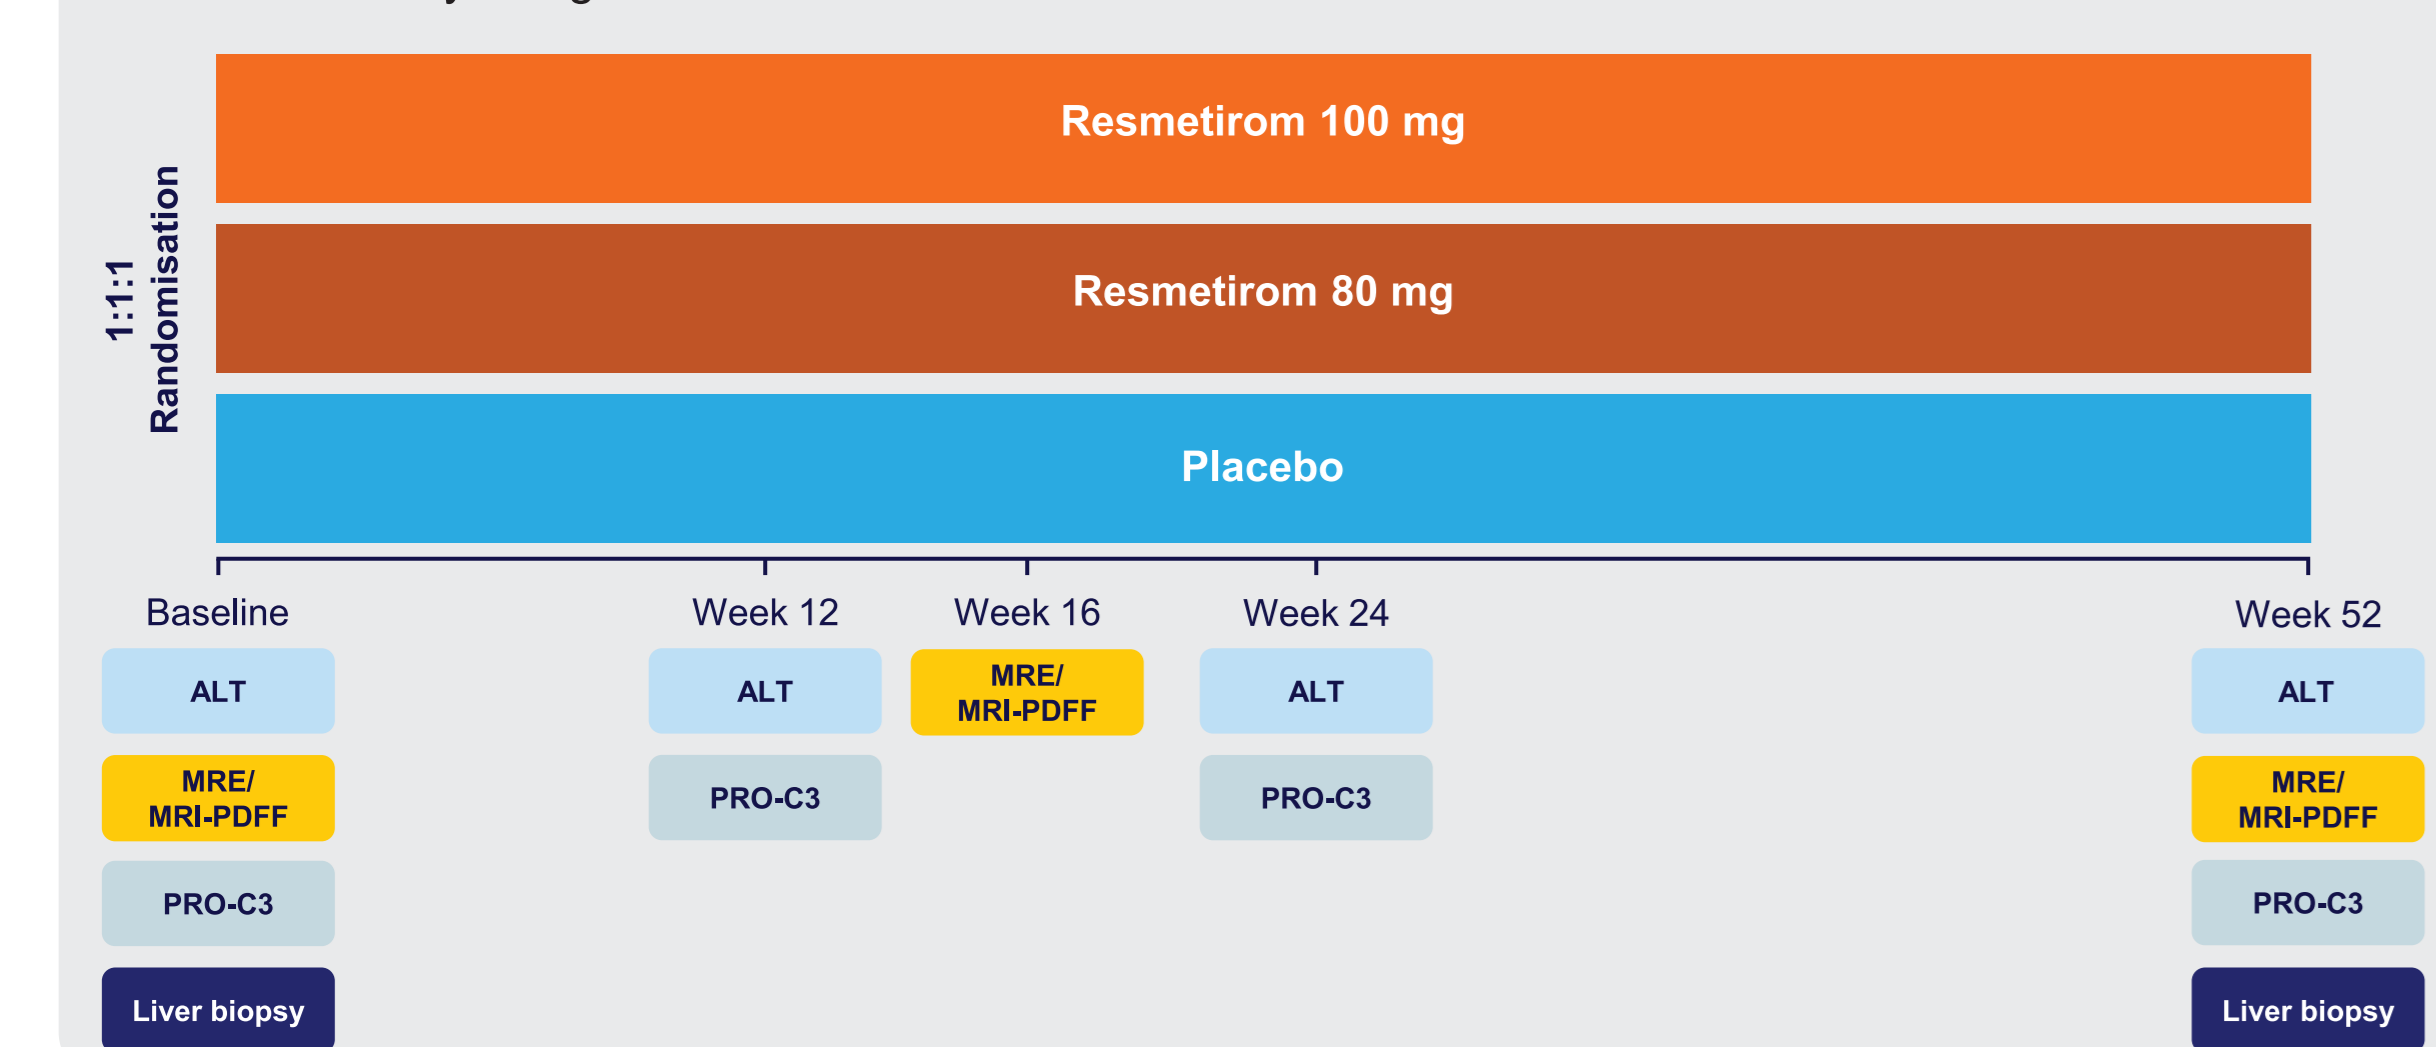 1:1:1
Randomisation
Resmetirom 100 mg
Resmetirom 80 mg
Placebo
Baseline
Week 12
Week 16
Week 24
Week 52
ALT
ALT
MRE/
MRI-PDFF
ALT
ALT
MRE/
MRI-PDFF
PRO-C3
PRO-C3
MRE/
MRI-PDFF
PRO-C3
PRO-C3
Liver biopsy
Liver biopsy